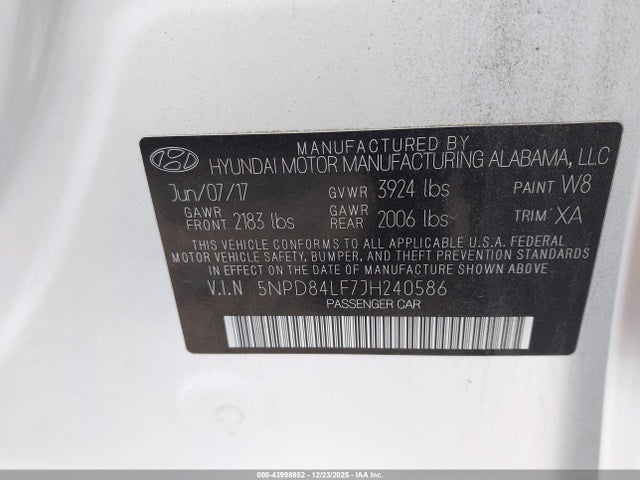 MANUFACTURED BY
HYUNDAI MOTOR MANUFACTURING ALABAMA, LLC
Jun/07/17 GVWR 3924 lbs PAINT W8
GAWR FRONT 2183 lbs GAWR REAR 2006 lbs TRIM XA
THIS VEHICLE CONFORMS TO ALL APPLICABLE U.S.A. FEDERAL
MOTOR VEHICLE SAFETY, BUMPER, AND THEFT PREVENTION STANDARDS
IN EFFECT ON THE DATE OF MANUFACTURE SHOWN ABOVE.
V.I.N 5NPD84LF7JH240586
PASSENGER CAR
000-43998852 - 12/23/2025 - IAA Inc.